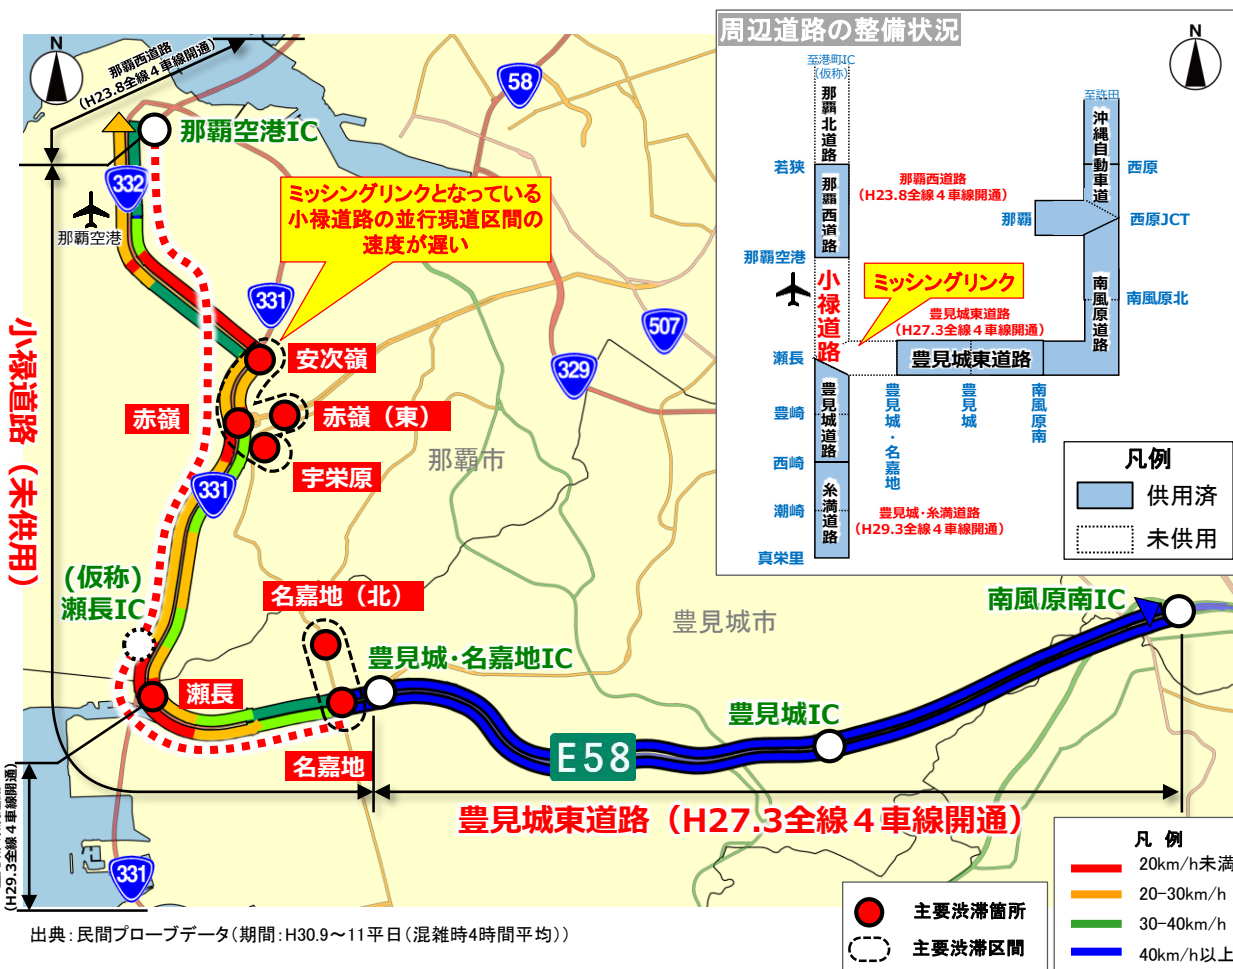 N
那覇西道路
(H23.8全線４車線開通)
58
那覇空港IC
332
那覇空港
ミッシングリンクとなっている
小禄道路の並行現道区間の
速度が遅い
331
507
329
安次嶺
赤嶺
赤嶺（東）
宇栄原
那覇市
331
小禄道路（未供用）
(仮称)
瀬長IC
名嘉地（北）
豊見城・名嘉地IC
豊見城市
南風原南IC
瀬長
豊見城IC
名嘉地
E58
豊見城東道路（H27.3全線４車線開通）
(H29.3全線４車線開通)
331
出典：民間プローブデータ（期間：H30.9～11平日（混雑時4時間平均））
主要渋滞箇所
主要渋滞区間
凡 例
20km/h未満
20-30km/h
30-40km/h
40km/h以上
周辺道路の整備状況
N
至港町IC
(仮称)
那覇北道路
若狭
那覇西道路
那覇西道路
(H23.8全線４車線開通)
那覇空港
小禄道路
ミッシングリンク
瀬長
豊見城東道路
(H27.3全線４車線開通)
豊見城東道路
豊見城道路
豊崎
豊見城・名嘉地
豊見城
南風原南
西崎
糸満道路
潮崎
豊見城・糸満道路
(H29.3全線４車線開通)
真栄里
至許田
沖縄自動車道
西原
那覇
西原JCT
南風原道路
南風原北
凡例
供用済
未供用